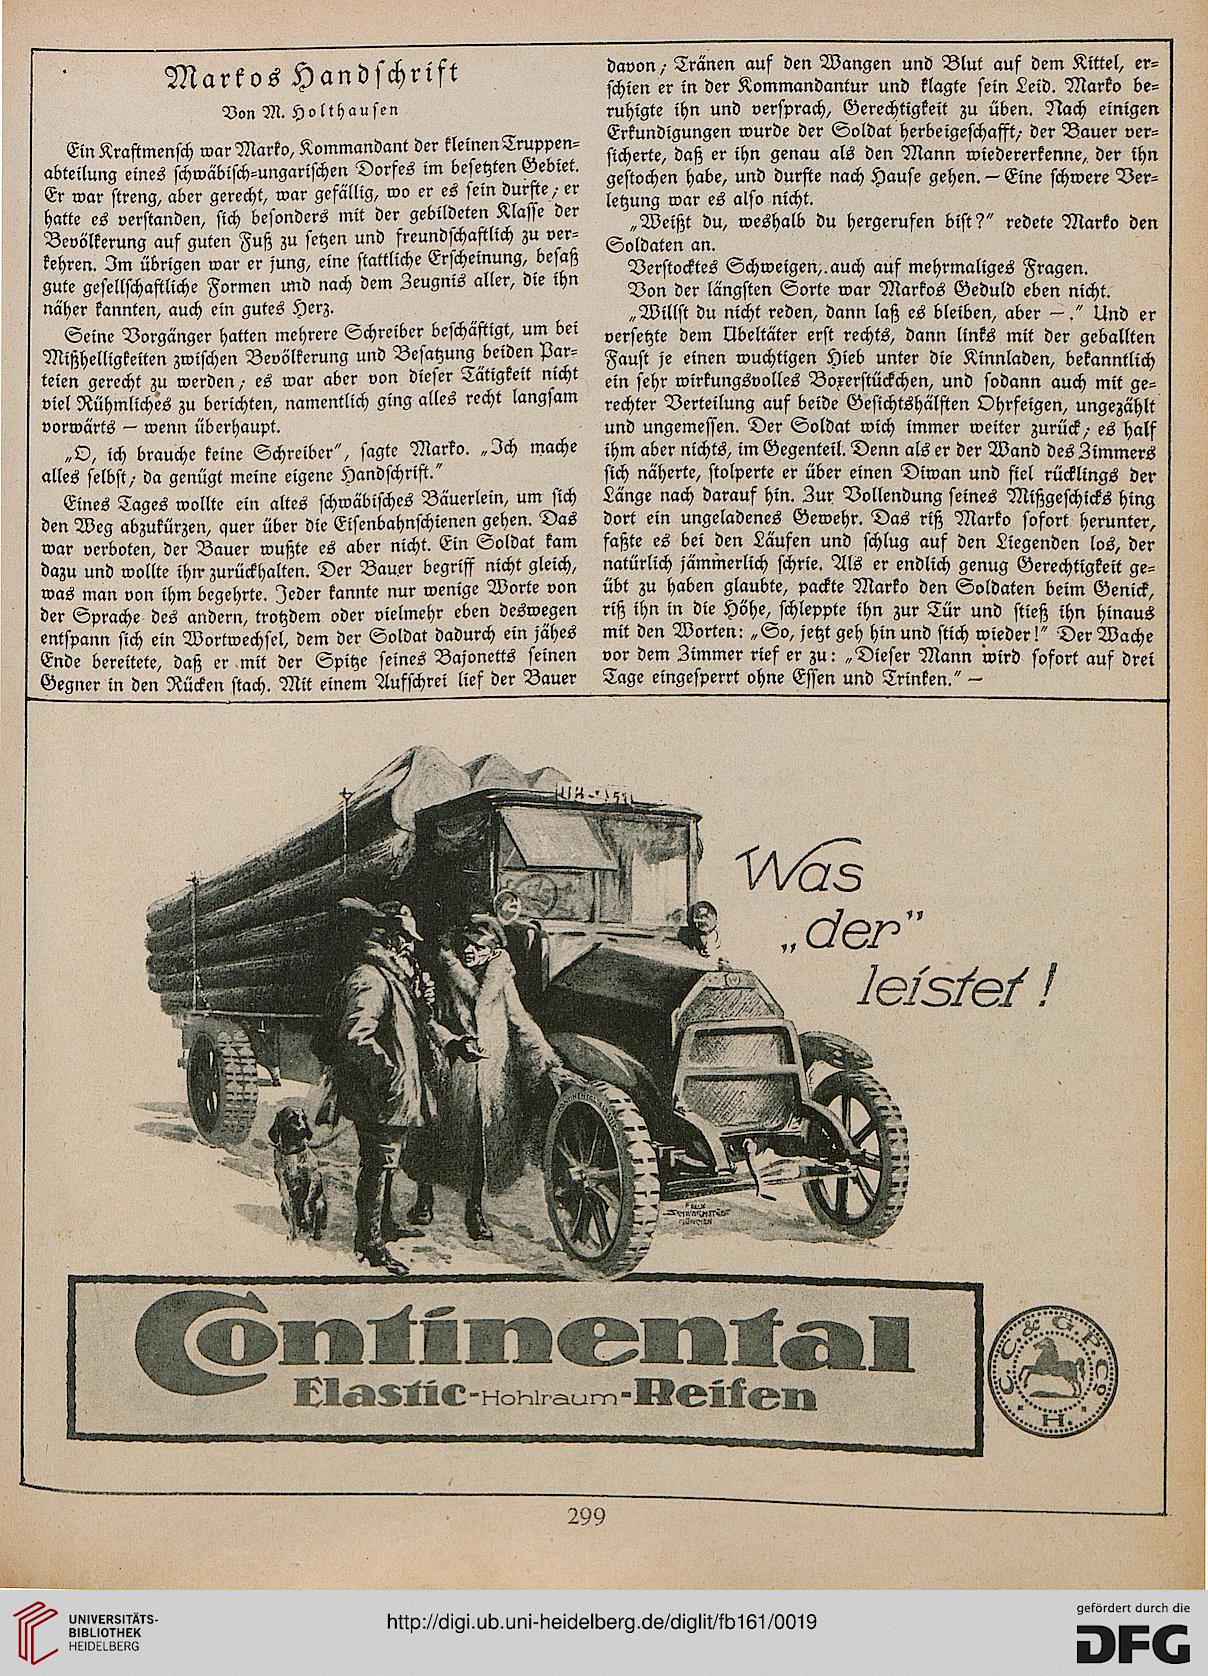 Markos Handschrift
Von M. Holthausen
Ein Kraftmensch war Marko, Kommandant der kleinen Truppen-
abteilung eines schwäbisch-ungarischen Dorfes im besetzten Gebiet.
Er war streng, aber gerecht, war gefällig, wo er es sein durfte; er
hatte es verstanden, sich besonders mit der gebildeten Klasse der
Bevölkerung auf guten Fuß zu setzen und freundschaftlich zu ver-
kehren. Im übrigen war er jung, eine stattliche Erscheinung, besaß
gute gesellschaftliche Formen und nach dem Zeugnis aller, die ihn
näher kannten, auch ein gutes Herz.
Seine Vorgänger hatten mehrere Schreiber beschäftigt, um bei
Mißhelligkeiten zwischen Bevölkerung und Besatzung beiden Par-
teien gerecht zu werden; es war aber von dieser Tätigkeit nicht
viel Rühmliches zu berichten, namentlich ging alles recht langsam
vorwärts — wenn überhaupt.
„O, ich brauche keine Schreiber", sagte Marko. „Ich mache
alles selbst; da genügt meine eigene Handschrift."
Eines Tages wollte ein altes schwäbisches Bäuerlein, um sich
den Weg abzukürzen, quer über die Eisenbahnschienen gehen. Das
war verboten, der Bauer wußte es aber nicht. Ein Soldat kam
dazu und wollte ihn zurückhalten. Der Bauer begriff nicht gleich,
was man von ihm begehrte. Jeder kannte nur wenige Worte von
der Sprache des andern, trotzdem oder vielmehr eben deswegen
entspann sich ein Wortwechsel, dem der Soldat dadurch ein jähes
Ende bereitete, daß er mit der Spitze seines Bajonetts seinen
Gegner in den Rücken stach. Mit einem Aufschrei lief der Bauer
davon; Tränen auf den Wangen und Blut auf dem Kittel, er-
schien er in der Kommandantur und klagte sein Leid. Marko be-
ruhigte ihn und versprach, Gerechtigkeit zu üben. Nach einigen
Erkundigungen wurde der Soldat herbeigeschafft; der Bauer ver-
sicherte, daß er ihn genau als den Mann wiedererkenne, der ihn
gestochen habe, und durfte nach Hause gehen. — Eine schwere Ver-
letzung war es also nicht.
„Weißt du, weshalb du hergerufen bist?" redete Marko den
Soldaten an.
Verstocktes Schweigen, auch auf mehrmaliges Fragen.
Von der längsten Sorte war Markos Geduld eben nicht.
„Willst du nicht reden, dann laß es bleiben, aber —." Und er
versetzte dem Übeltäter erst rechts, dann links mit der geballten
Faust je einen wuchtigen Hieb unter die Kinnladen, bekanntlich
ein sehr wirkungsvolles Boxerstückchen, und sodann auch mit ge-
rechter Verteilung auf beide Gesichtshälften Ohrfeigen, ungezählt
und ungemessen. Der Soldat wich immer weiter zurück; es half
ihm aber nichts, im Gegenteil. Denn als er der Wand des Zimmers
sich näherte, stolperte er über einen Diwan und fiel rücklings der
Länge nach darauf hin. Zur Vollendung seines Mißgeschicks hing
dort ein ungeladenes Gewehr. Das riß Marko sofort herunter,
faßte es bei den Läufen und schlug auf den Liegenden los, der
natürlich jämmerlich schrie. Als er endlich genug Gerechtigkeit ge-
übt zu haben glaubte, packte Marko den Soldaten beim Genick,
riß ihn in die Höhe, schleppte ihn zur Tür und stieß ihn hinaus
mit den Worten: „So, jetzt geh hin und stich wieder!" Der Wache
vor dem Zimmer rief er zu: „Dieser Mann wird sofort auf drei
Tage eingesperrt ohne Essen und Trinken." —
Was
„der"
leistet!
FELIX
SCHWORMSTÄDT
MÜNCHEN
Continental
Elastic-Hohlraum-Reifen
C. C. & G. P. Co.
H.
299
UNIVERSITÄTS-
BIBLIOTHEK
HEIDELBERG
http://digi.ub.uni-heidelberg.de/diglit/fb161/0019
gefördert durch die
DFG